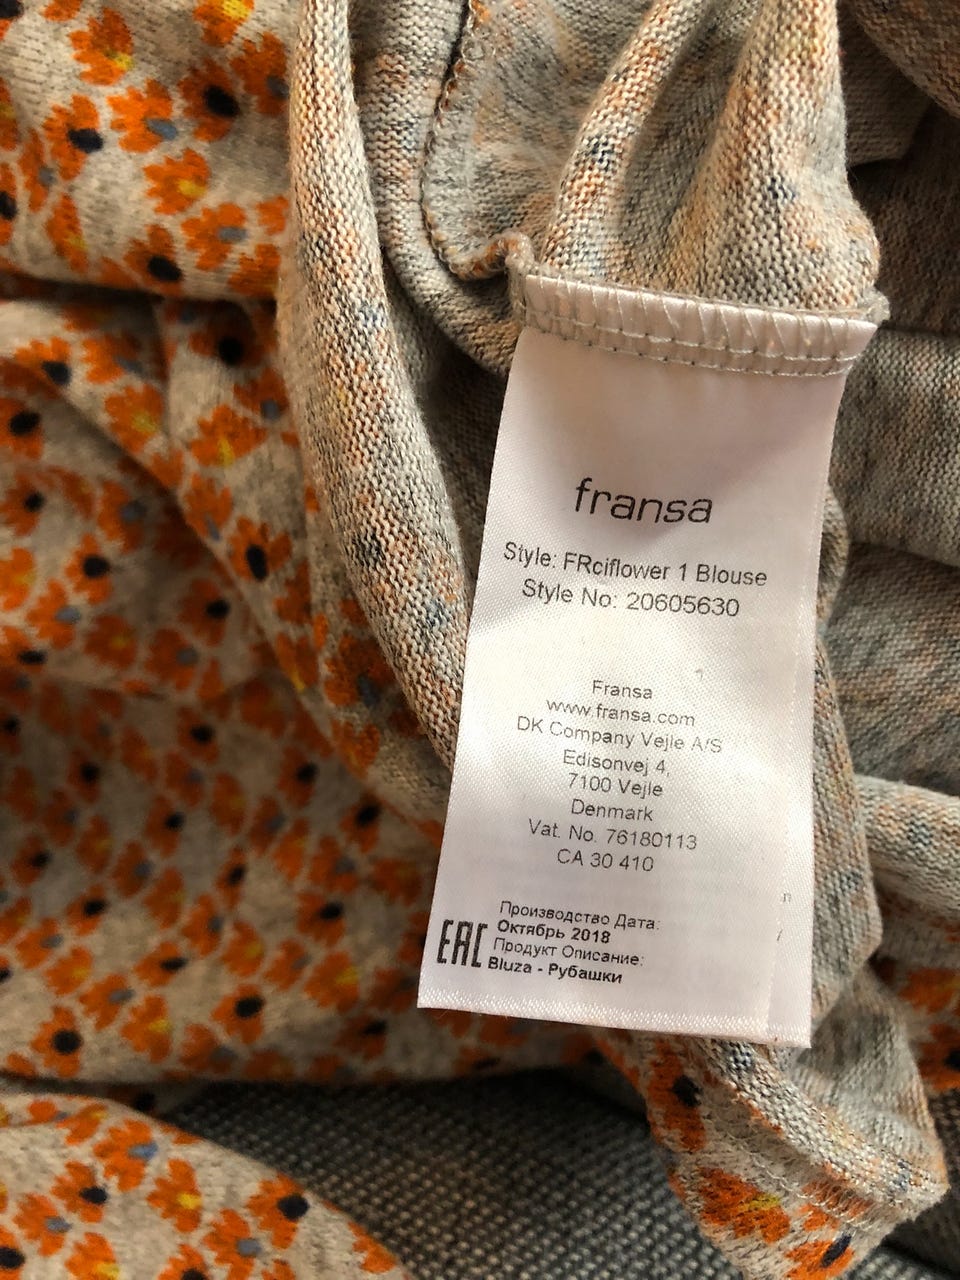 fransa
Style: FRciflower 1 Blouse
Style No: 20605630
Fransa
www.fransa.com
DK Company Vejle A/S
Edisonvej 4,
7100 Vejle
Denmark
Vat. No. 76180113
CA 30 410
EAC
Производство Дата:
Октябрь 2018
Продукт Описание:
Bluza - Рубашки